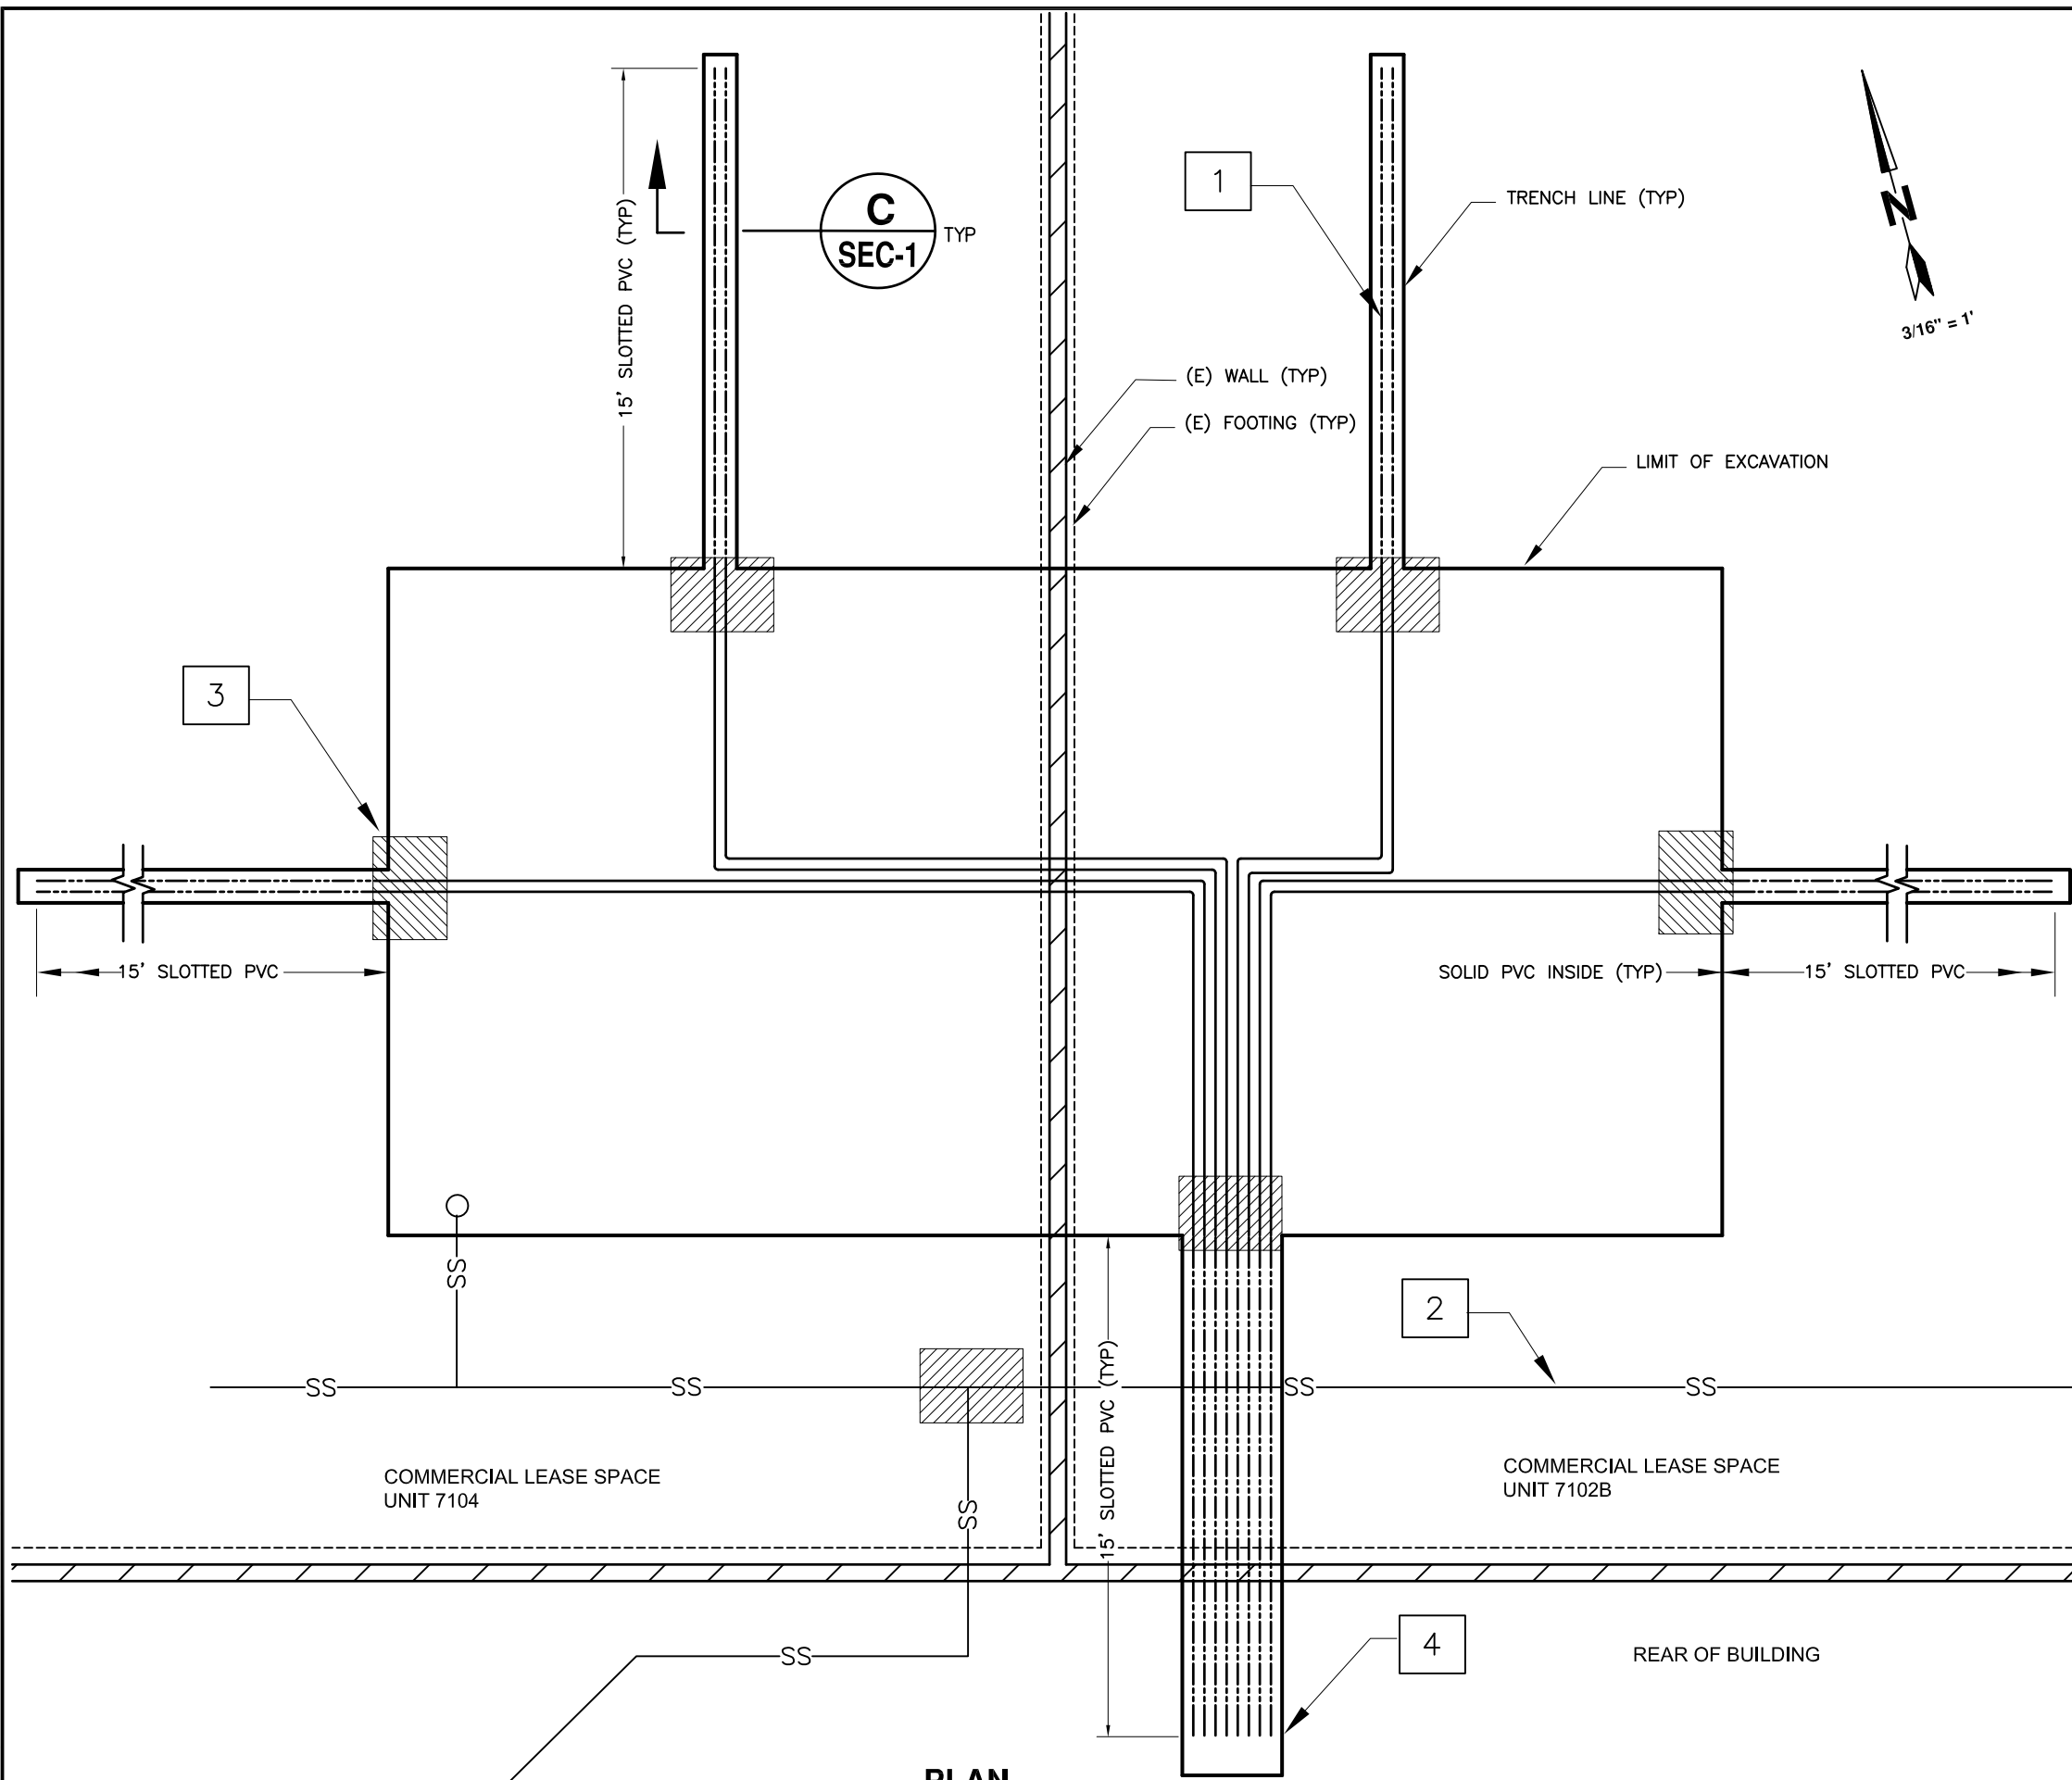 15' SLOTTED PVC (TYP)
C
SEC-1
TYP
1
TRENCH LINE (TYP)
N
3/16" = 1'
(E) WALL (TYP)
(E) FOOTING (TYP)
LIMIT OF EXCAVATION
3
15' SLOTTED PVC
SOLID PVC INSIDE (TYP)
15' SLOTTED PVC
SS
2
SS
SS
SS
SS
15' SLOTTED PVC (TYP)
COMMERCIAL LEASE SPACE
UNIT 7104
COMMERCIAL LEASE SPACE
UNIT 7102B
SS
4
SS
REAR OF BUILDING
PLAN